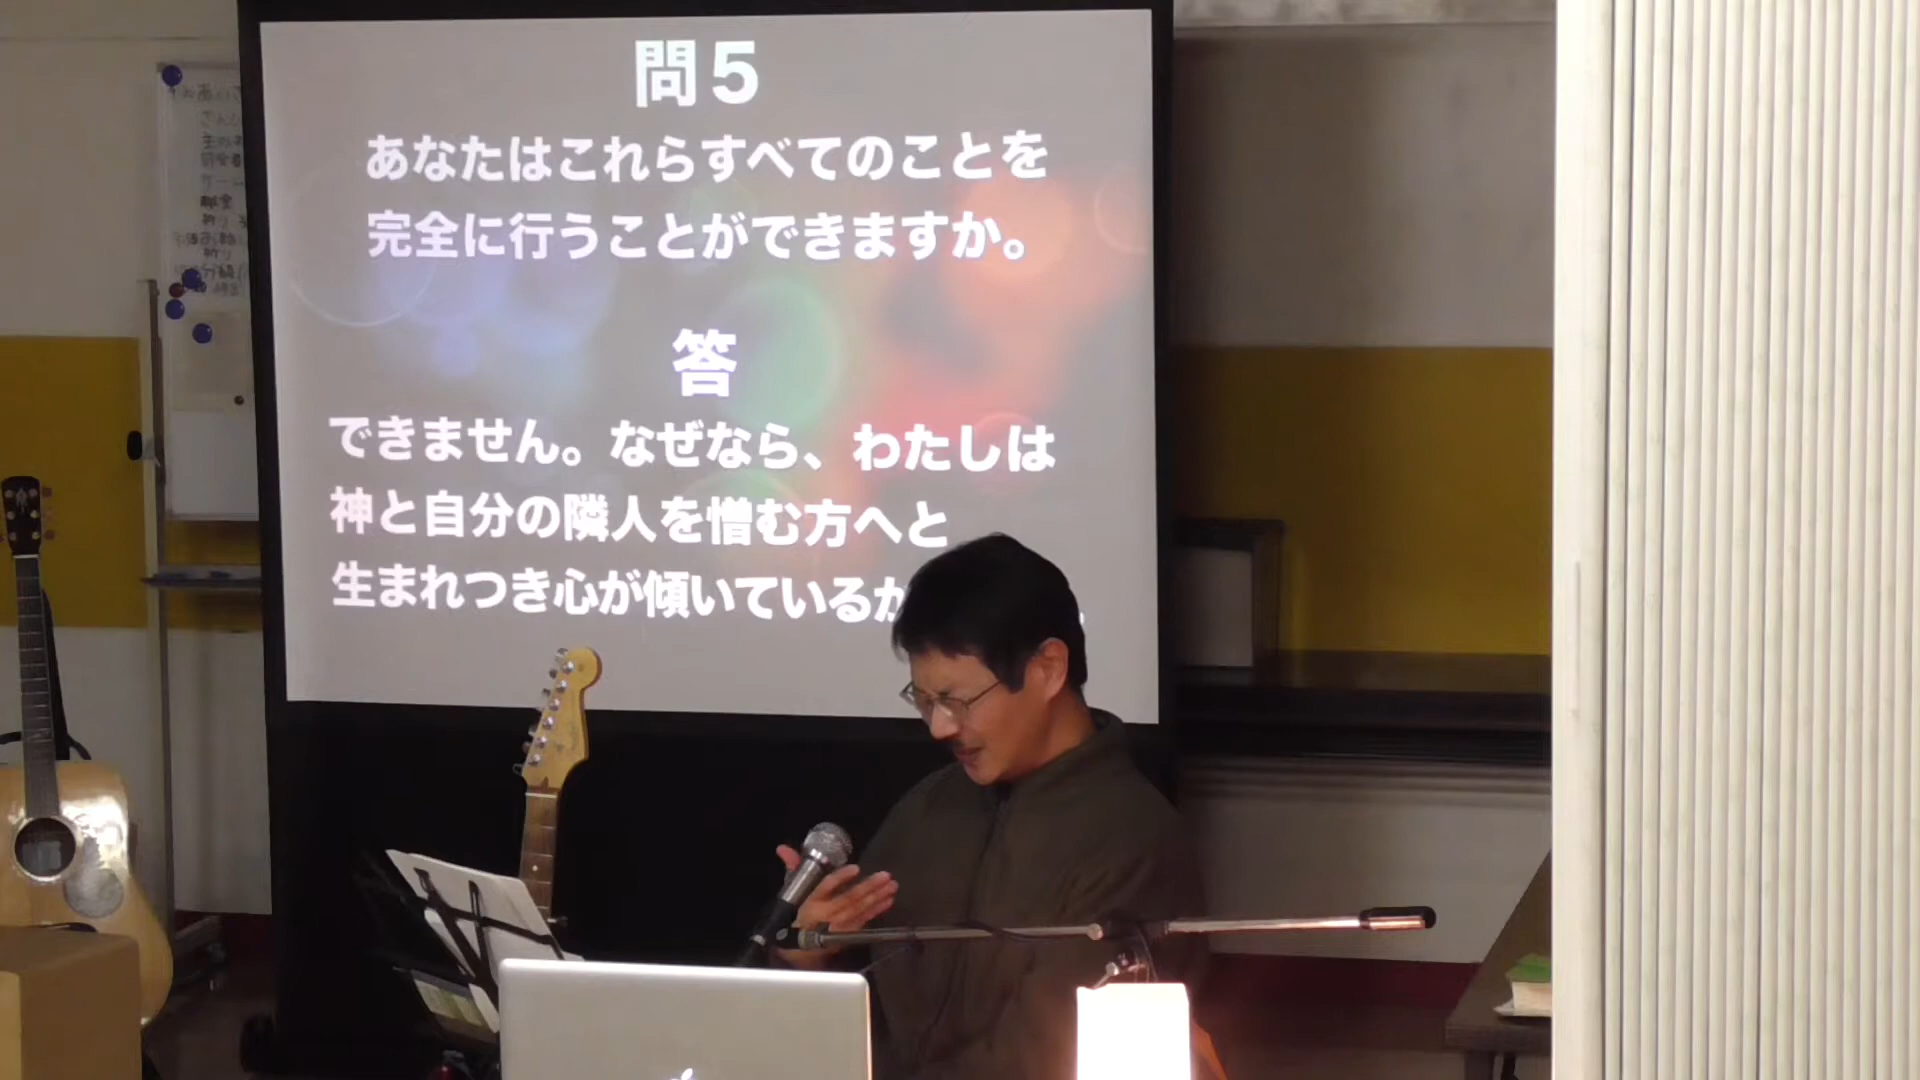 問5
あなたはこれらすべてのことを
完全に行うことができますか。
答
できません。なぜなら、わたしは
神と自分の隣人を憎む方へと
生まれつき心が傾いているか